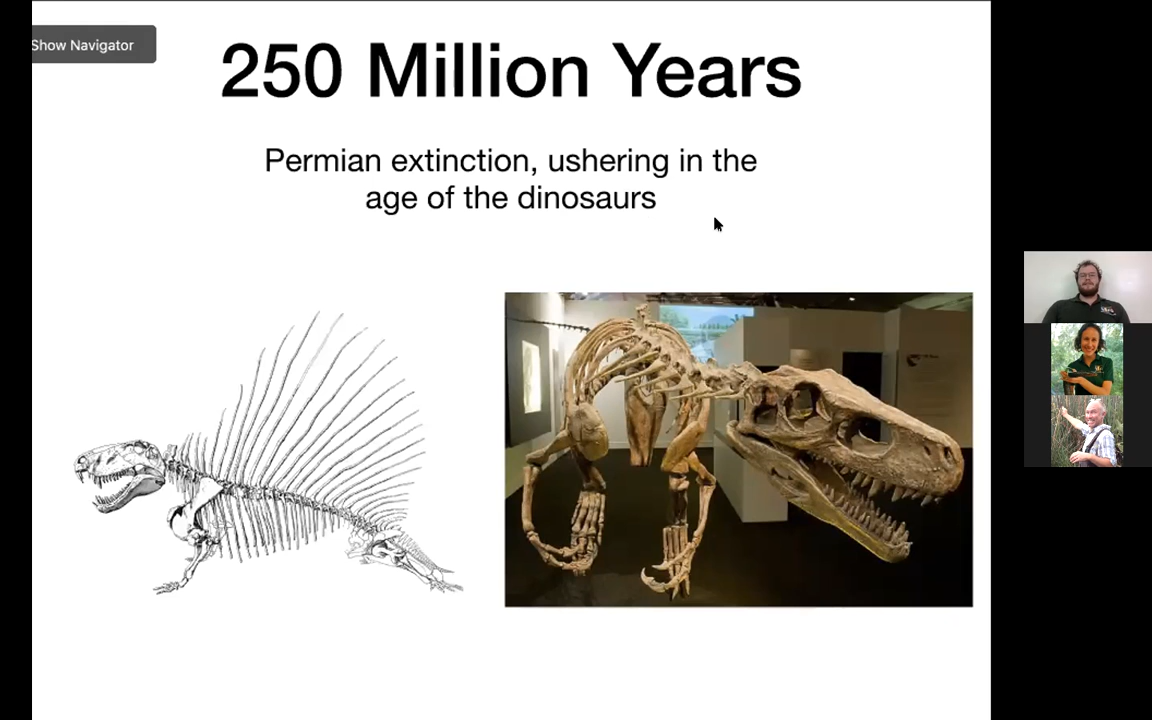 Show Navigator
250 Million Years
Permian extinction, ushering in the
age of the dinosaurs